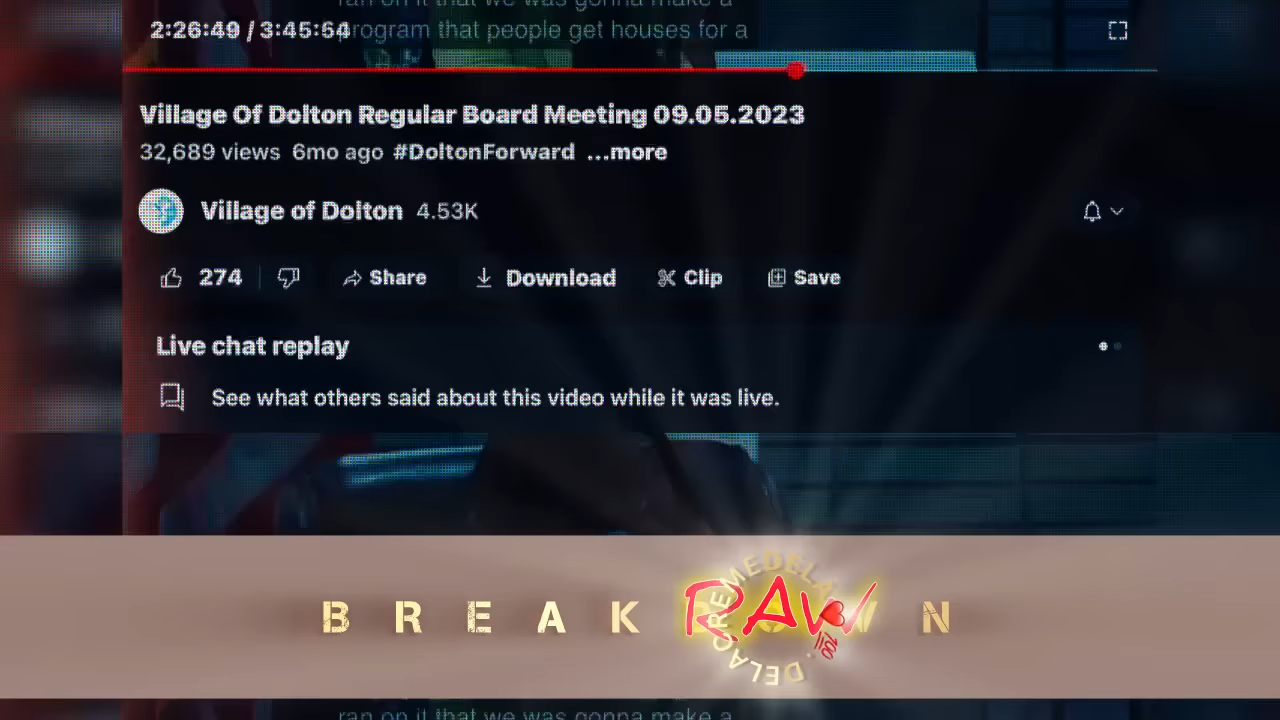 ran on it that we was gonna make a
2:26:49 / 3:45:54
program that people get houses for a
Village Of Dolton Regular Board Meeting 09.05.2023
32,689 views 6mo ago #DoltonForward ...more
Village of Dolton 4.53K
274 Share Download Clip Save
Live chat replay
See what others said about this video while it was live.
BREAK N
RAW
100
ran on it that we was gonna make a